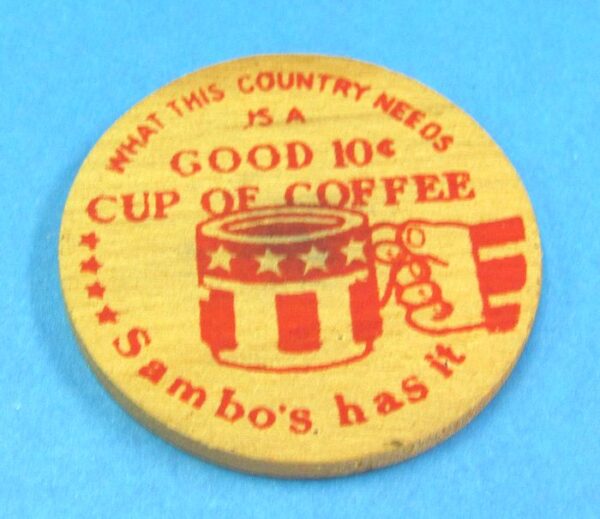 WHAT THIS COUNTRY NEEDS
IS A
GOOD 10¢
CUP OF COFFEE
Sambo's has it